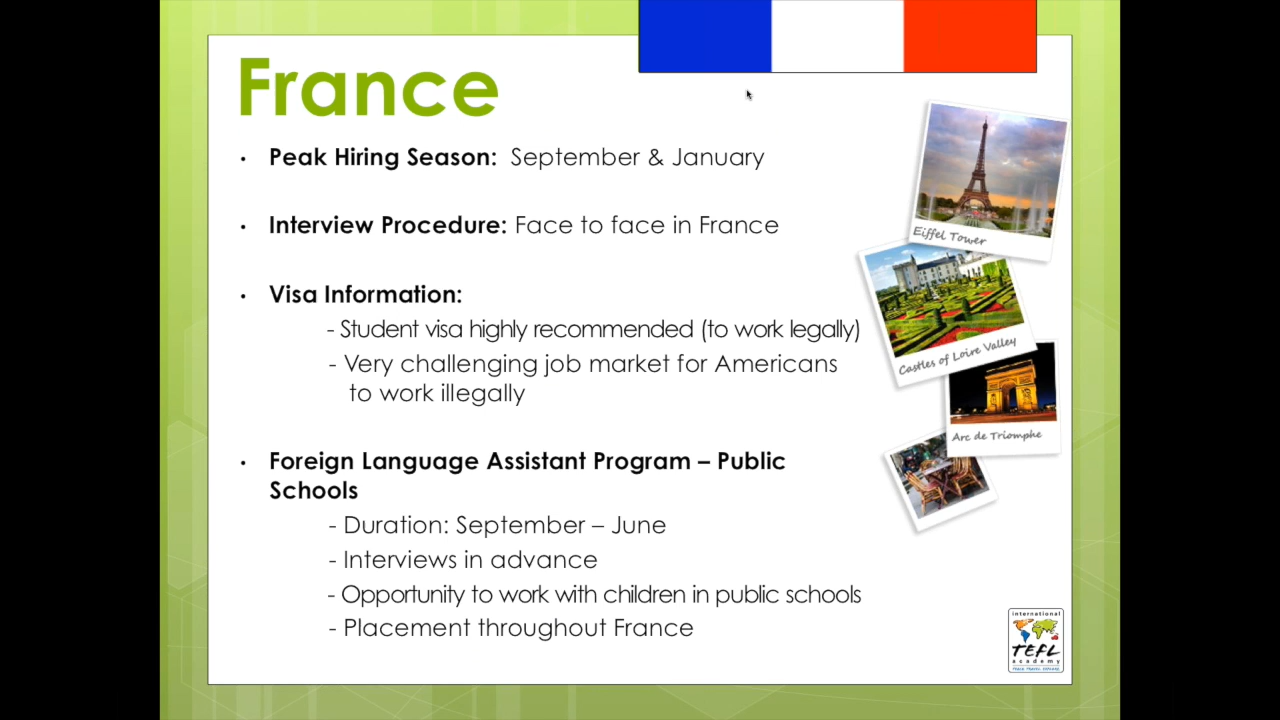 France
• Peak Hiring Season: September & January
• Interview Procedure: Face to face in France
• Visa Information:
- Student visa highly recommended (to work legally)
- Very challenging job market for Americans
to work illegally
• Foreign Language Assistant Program – Public
Schools
- Duration: September – June
- Interviews in advance
- Opportunity to work with children in public schools
- Placement throughout France
Eiffel Tower
Castles of Loire Valley
Arc de Triomphe
international
TEFL
academy